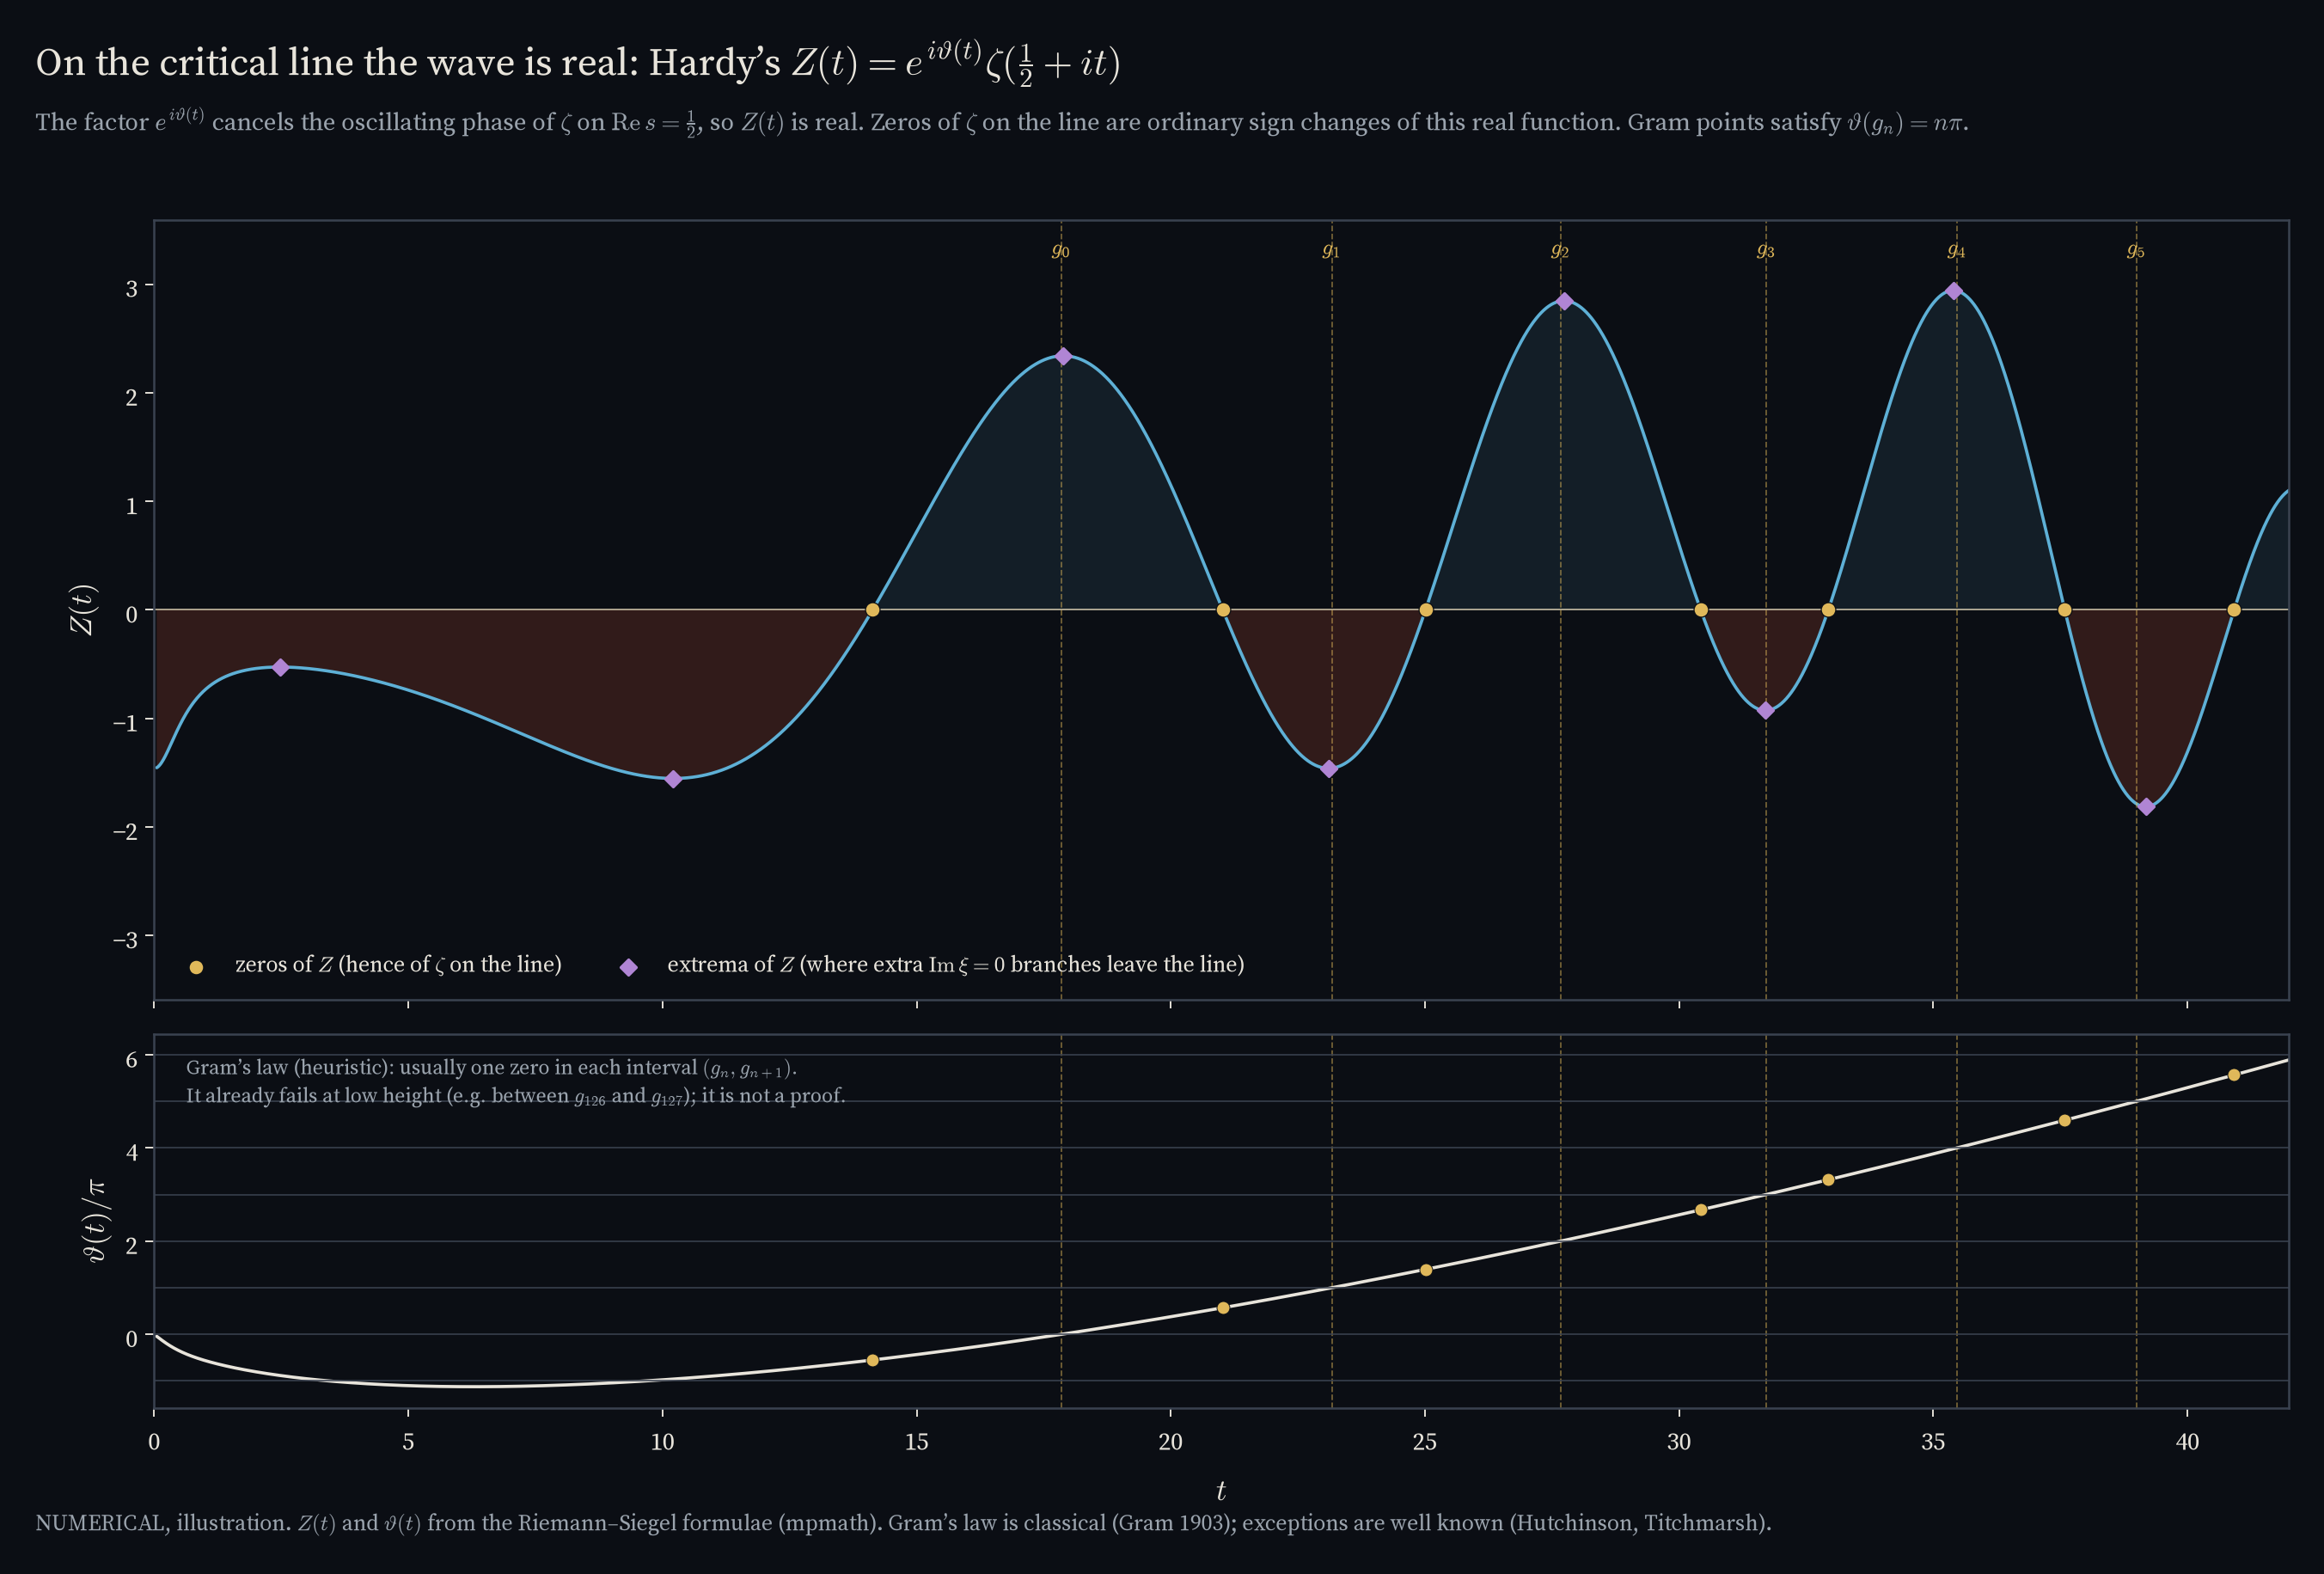 On the critical line the wave is real: Hardy’s Z(t) = e^{iϑ(t)}ζ(1/2 + it)
The factor e^{iϑ(t)} cancels the oscillating phase of ζ on Re s = 1/2, so Z(t) is real. Zeros of ζ on the line are ordinary sign changes of this real function. Gram points satisfy ϑ(g_n) = nπ.
g₀ g₁ g₂ g₃ g₄ g₅
3
2
1
0
−1
−2
−3
Z(t)
zeros of Z (hence of ζ on the line)
extrema of Z (where extra Im ξ = 0 branches leave the line)
6
4
2
0
ϑ(t)/π
Gram’s law (heuristic): usually one zero in each interval (g_n, g_{n+1}).
It already fails at low height (e.g. between g₁₂₆ and g₁₂₇); it is not a proof.
0 5 10 15 20 25 30 35 40
t
NUMERICAL, illustration. Z(t) and ϑ(t) from the Riemann–Siegel formulae (mpmath). Gram’s law is classical (Gram 1903); exceptions are well known (Hutchinson, Titchmarsh).